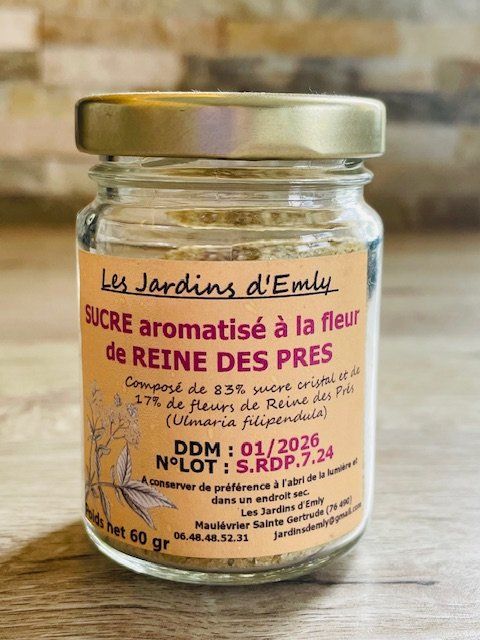 Les Jardins d'Emly
SUCRE aromatisé à la fleur
de REINE DES PRES
Composé de 83% sucre cristal et de
17% de fleurs de Reine des Prés
(Ulmaria filipendula)
DDM : 01/2026
N°LOT : S.RDP.7.24
A conserver de préférence à l'abri de la lumière et
dans un endroit sec.
Les Jardins d'Emly
Maulévrier Sainte Gertrude (76 490)
06.48.48.52.31 jardinsdemly@gmail.com
Poids net 60 gr